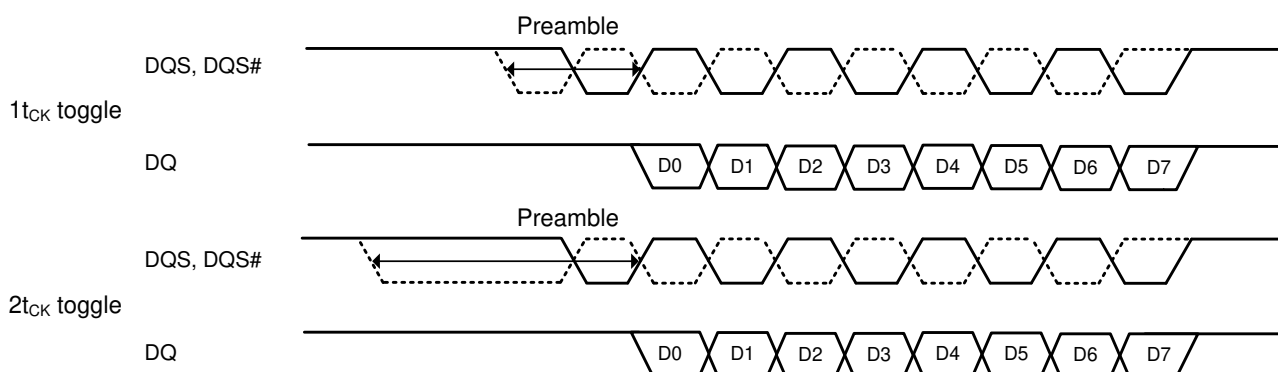 Preamble
DQS, DQS#
1tCK toggle
DQ
D0 D1 D2 D3 D4 D5 D6 D7
Preamble
DQS, DQS#
2tCK toggle
DQ
D0 D1 D2 D3 D4 D5 D6 D7